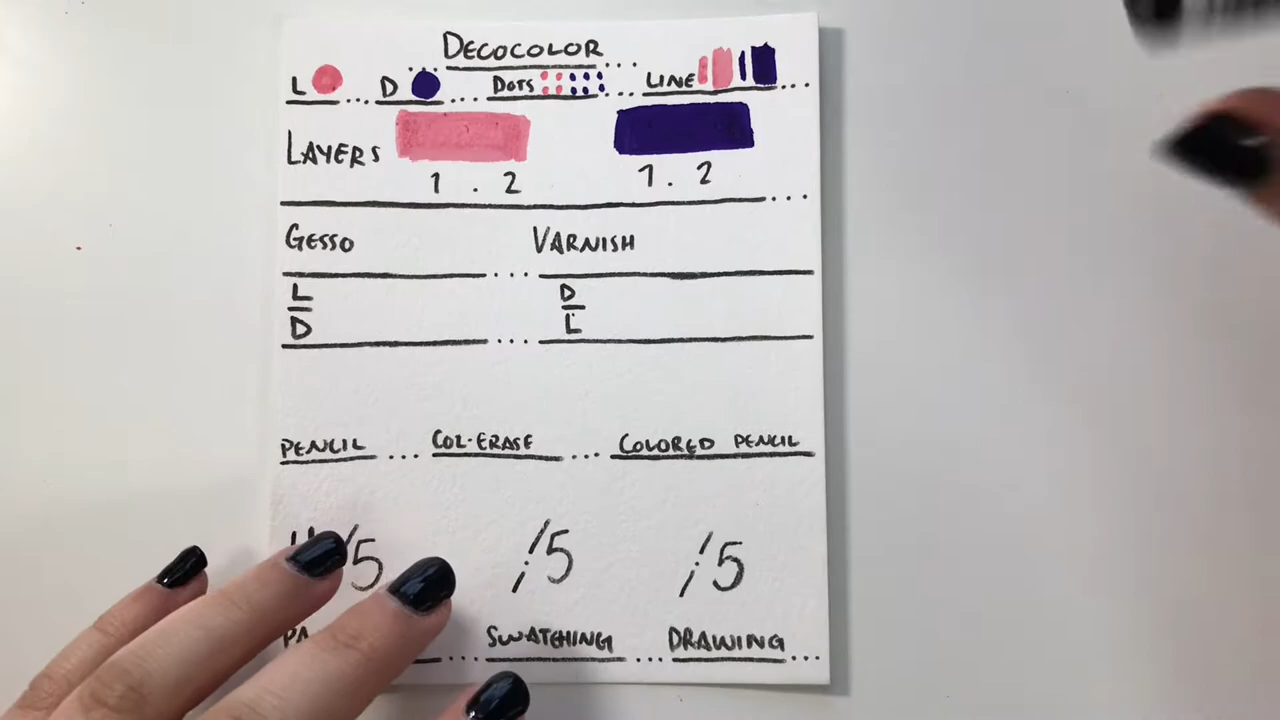 DECOCOLOR
L D DOTS LINE
LAYERS
1 . 2 1 . 2
GESSO VARNISH
L D
D L
PENCIL COL-ERASE COLORED PENCIL
/5 /5 /5
SWATCHING DRAWING